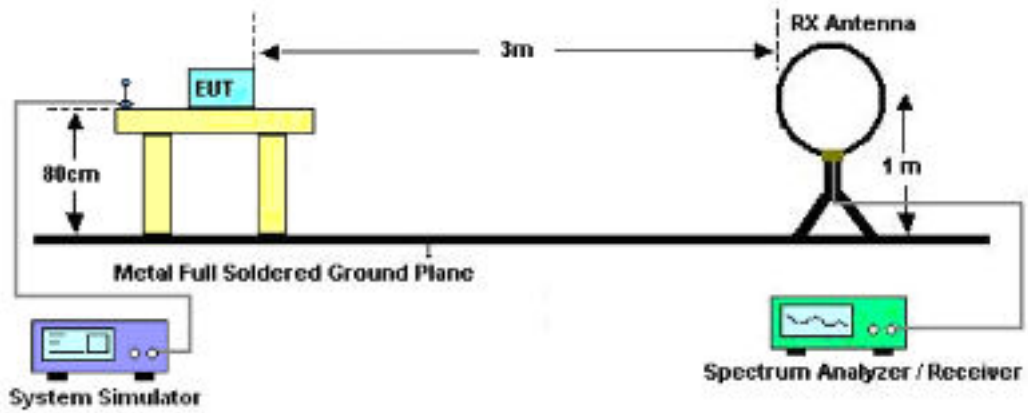 RX Antenna
3m
EUT
80cm
1 m
Metal Full Soldered Ground Plane
System Simulator
Spectrum Analyzer / Receiver